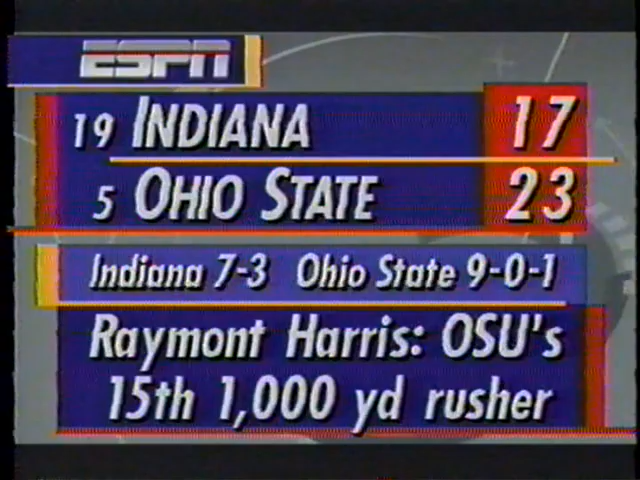 ESPN
19 INDIANA 17
5 OHIO STATE 23
Indiana 7-3 Ohio State 9-0-1
Raymont Harris: OSU's
15th 1,000 yd rusher